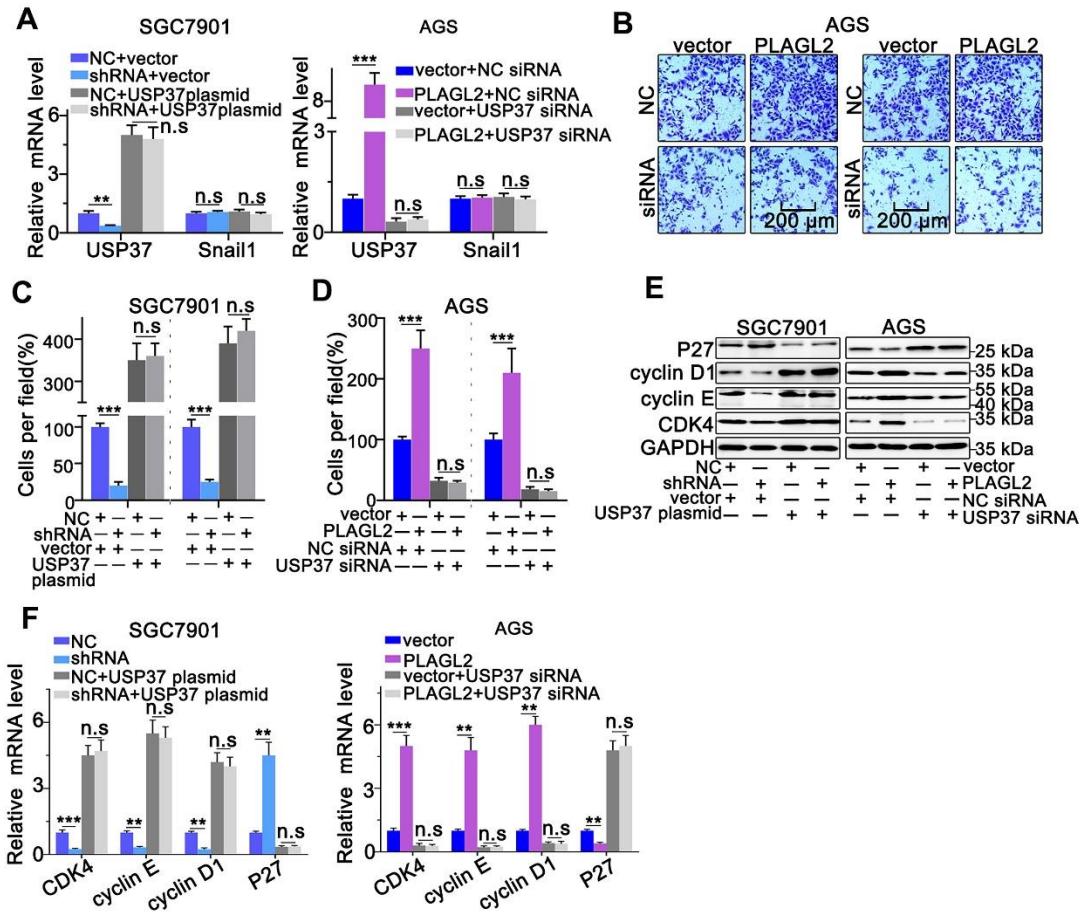 A
SGC7901
NC+vector
shRNA+vector
NC+USP37plasmid
shRNA+USP37plasmid
Relative mRNA level
6
3
0
**
n.s
n.s
n.s
USP37
Snail1
AGS
vector+NC siRNA
PLAGL2+NC siRNA
vector+USP37 siRNA
PLAGL2+USP37 siRNA
Relative mRNA level
8
3
0
***
n.s
n.s
n.s
USP37
Snail1
B
AGS
vector PLAGL2 vector PLAGL2
NC NC
siRNA siRNA
200 µm 200 µm
C
SGC7901
Cells per field(%)
400
200
100
50
0
***
n.s
***
n.s
NC + − + − + − + −
shRNA − + − + − + − +
vector + + − − + + − −
USP37 plasmid − − + + − − + +
D
AGS
Cells per field(%)
300
200
100
0
***
n.s
***
n.s
vector + − + − + − + −
PLAGL2 − + − + − + − +
NC siRNA + + − − + + − −
USP37 siRNA − − + + − − + +
E
SGC7901 AGS
P27 25 kDa
cyclin D1 35 kDa
cyclin E 55 kDa
40 kDa
CDK4 35 kDa
GAPDH 35 kDa
NC + − + − + − + − vector
shRNA − + − + − + − + PLAGL2
vector + + − − + + − − NC siRNA
USP37 plasmid − − + + − − + + USP37 siRNA
F
SGC7901
NC
shRNA
NC+USP37 plasmid
shRNA+USP37 plasmid
Relative mRNA level
6
3
0
***
n.s
**
n.s
**
n.s
**
n.s
CDK4
cyclin E
cyclin D1
P27
AGS
vector
PLAGL2
vector+USP37 siRNA
PLAGL2+USP37 siRNA
Relative mRNA level
6
3
0
***
n.s
**
n.s
**
n.s
**
n.s
CDK4
cyclin E
cyclin D1
P27